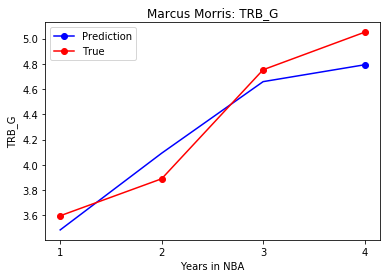 Marcus Morris: TRB_G
Prediction
True
5.0
4.8
4.6
4.4
4.2
4.0
3.8
3.6
TRB_G
1 2 3 4
Years in NBA